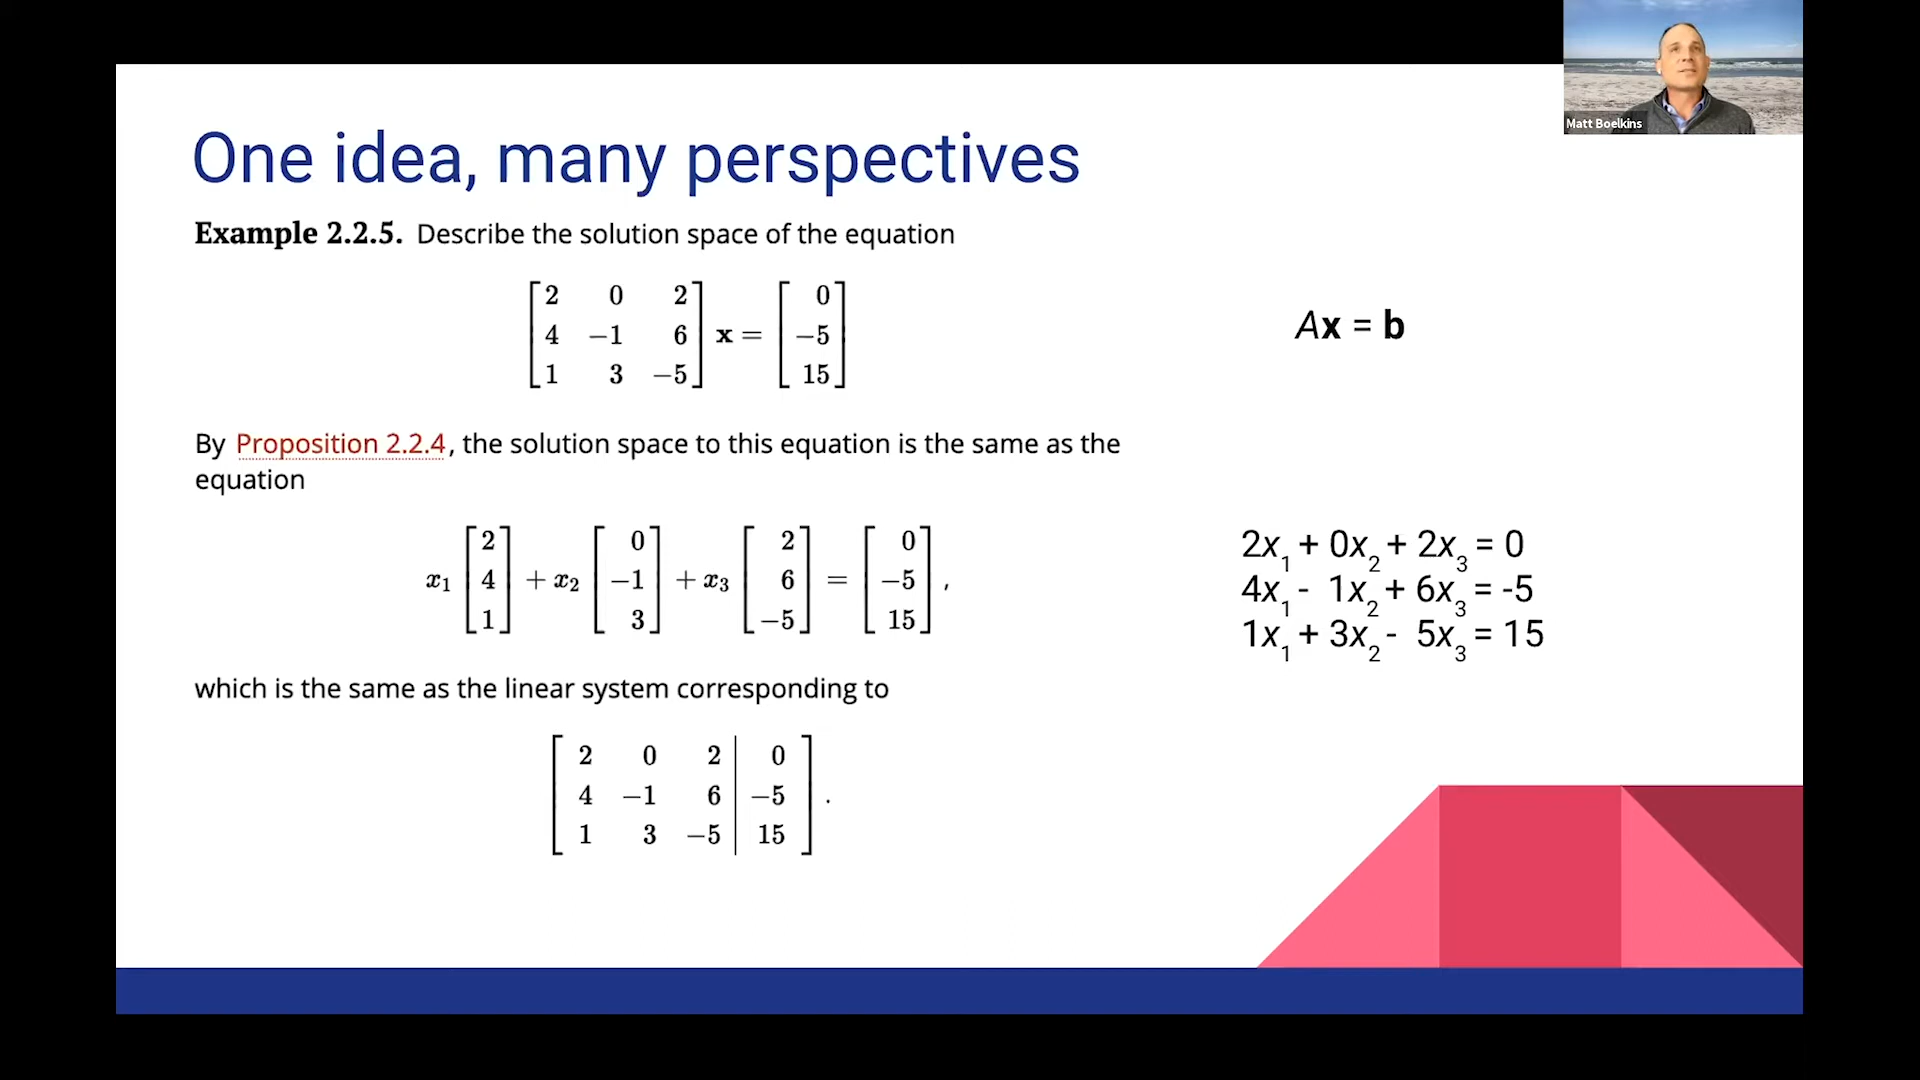 Matt Boelkins
One idea, many perspectives
Example 2.2.5. Describe the solution space of the equation
[2 0 2; 4 −1 6; 1 3 −5] x = [0; −5; 15]
Ax = b
By Proposition 2.2.4, the solution space to this equation is the same as the
equation
x₁ [2; 4; 1] + x₂ [0; −1; 3] + x₃ [2; 6; −5] = [0; −5; 15],
2x₁ + 0x₂ + 2x₃ = 0
4x₁ - 1x₂ + 6x₃ = -5
1x₁ + 3x₂ - 5x₃ = 15
which is the same as the linear system corresponding to
[2 0 2 | 0; 4 −1 6 | −5; 1 3 −5 | 15].